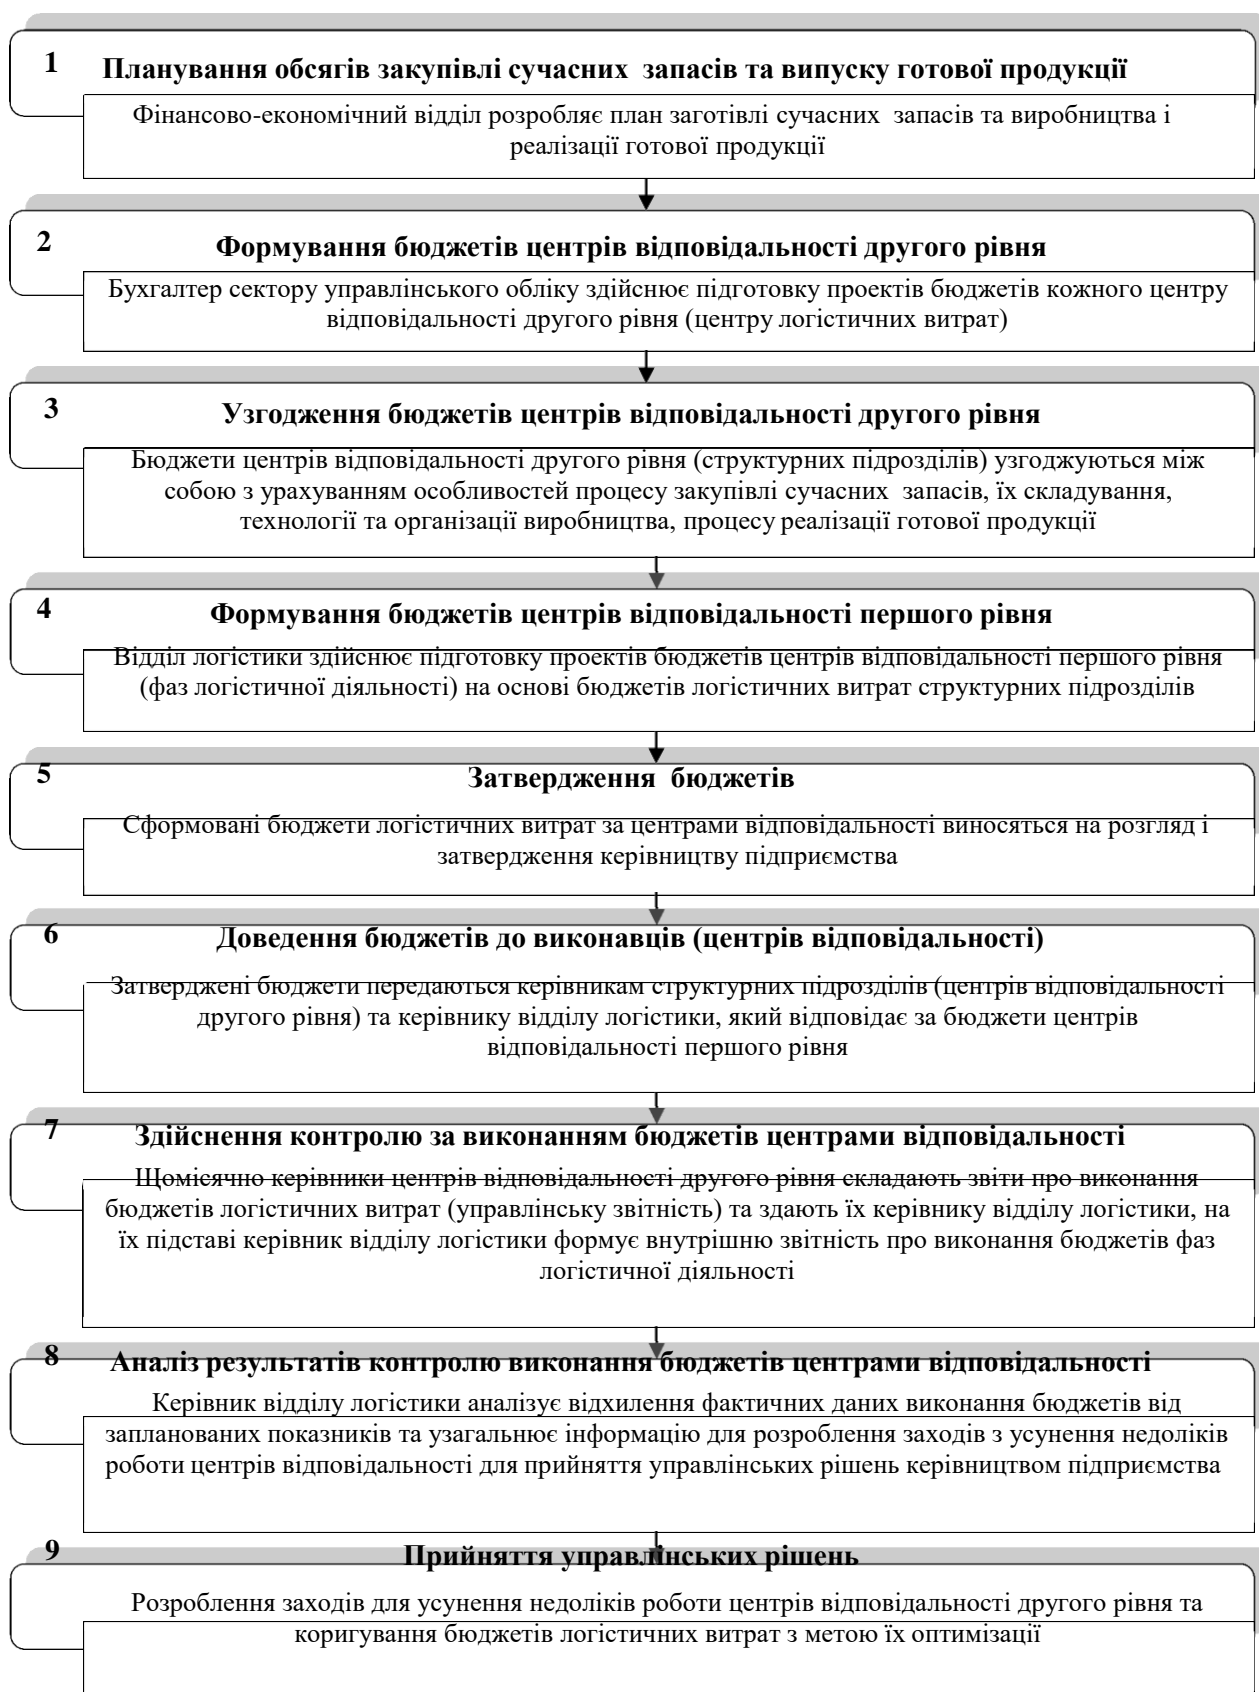 1 Планування обсягів закупівлі сучасних запасів та випуску готової продукції
Фінансово-економічний відділ розробляє план заготівлі сучасних запасів та виробництва і
реалізації готової продукції
2 Формування бюджетів центрів відповідальності другого рівня
Бухгалтер сектору управлінського обліку здійснює підготовку проектів бюджетів кожного центру
відповідальності другого рівня (центру логістичних витрат)
3 Узгодження бюджетів центрів відповідальності другого рівня
Бюджети центрів відповідальності другого рівня (структурних підрозділів) узгоджуються між
собою з урахуванням особливостей процесу закупівлі сучасних запасів, їх складування,
технології та організації виробництва, процесу реалізації готової продукції
4 Формування бюджетів центрів відповідальності першого рівня
Відділ логістики здійснює підготовку проектів бюджетів центрів відповідальності першого рівня
(фаз логістичної діяльності) на основі бюджетів логістичних витрат структурних підрозділів
5 Затвердження бюджетів
Сформовані бюджети логістичних витрат за центрами відповідальності виносяться на розгляд і
затвердження керівництву підприємства
6 Доведення бюджетів до виконавців (центрів відповідальності)
Затверджені бюджети передаються керівникам структурних підрозділів (центрів відповідальності
другого рівня) та керівнику відділу логістики, який відповідає за бюджети центрів
відповідальності першого рівня
7 Здійснення контролю за виконанням бюджетів центрами відповідальності
Щомісячно керівники центрів відповідальності другого рівня складають звіти про виконання
бюджетів логістичних витрат (управлінську звітність) та здають їх керівнику відділу логістики, на
їх підставі керівник відділу логістики формує внутрішню звітність про виконання бюджетів фаз
логістичної діяльності
8 Аналіз результатів контролю виконання бюджетів центрами відповідальності
Керівник відділу логістики аналізує відхилення фактичних даних виконання бюджетів від
запланованих показників та узагальнює інформацію для розроблення заходів з усунення недоліків
роботи центрів відповідальності для прийняття управлінських рішень керівництвом підприємства
9 Прийняття управлінських рішень
Розроблення заходів для усунення недоліків роботи центрів відповідальності другого рівня та
коригування бюджетів логістичних витрат з метою їх оптимізації